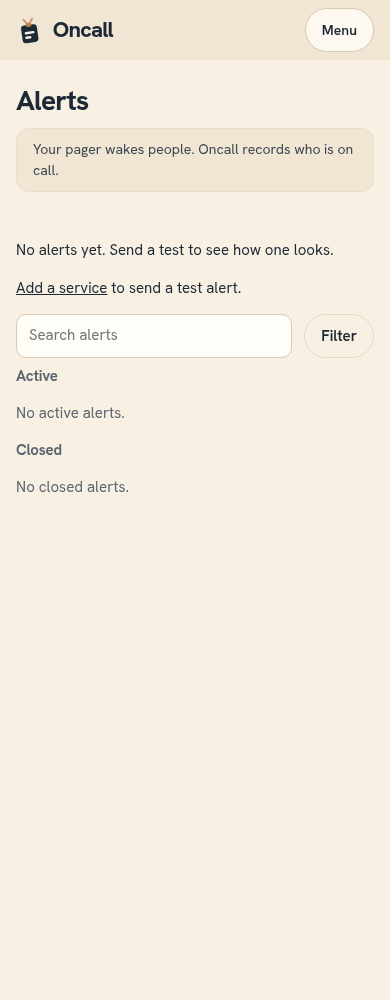 Oncall
Menu
Alerts
Your pager wakes people. Oncall records who is on
call.
No alerts yet. Send a test to see how one looks.
Add a service to send a test alert.
Search alerts
Filter
Active
No active alerts.
Closed
No closed alerts.